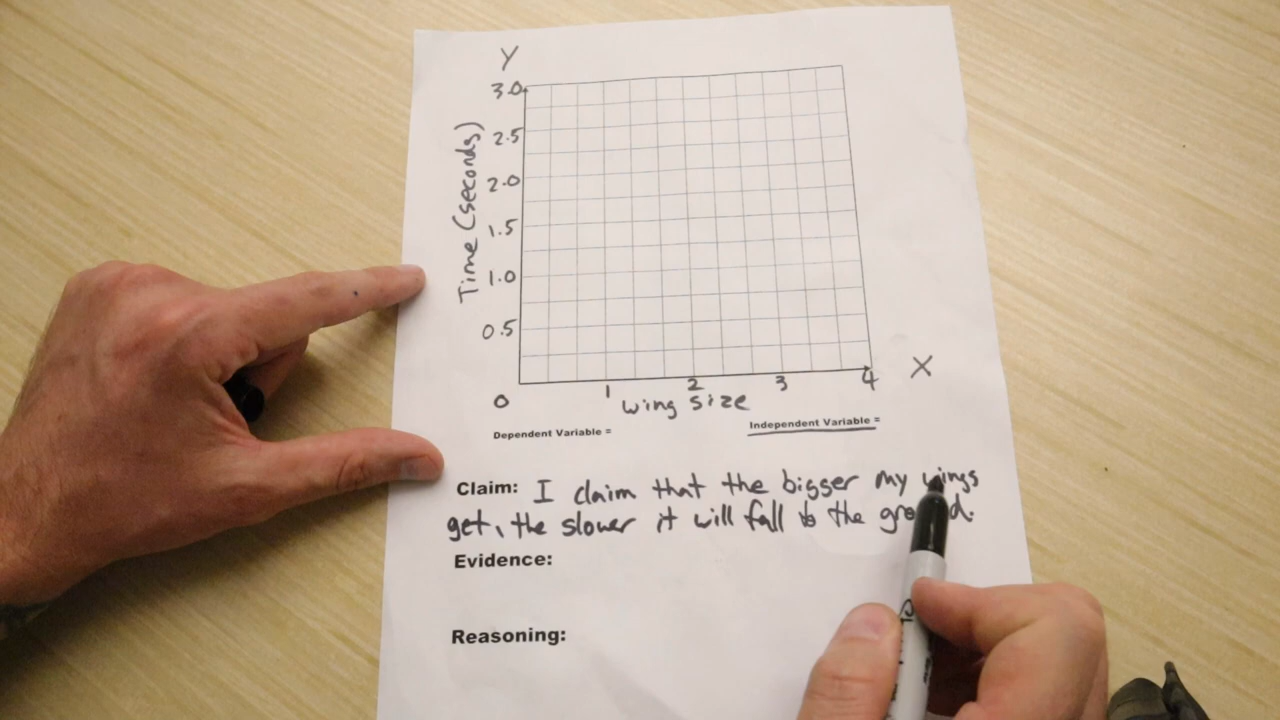 Y
3.0
2.5
2.0
1.5
1.0
0.5
Time (seconds)
0 1 2 3 4 X
wing size
Dependent Variable =
Independent Variable =
Claim: I claim that the bigger my wings
get, the slower it will fall to the
Evidence:
Reasoning: